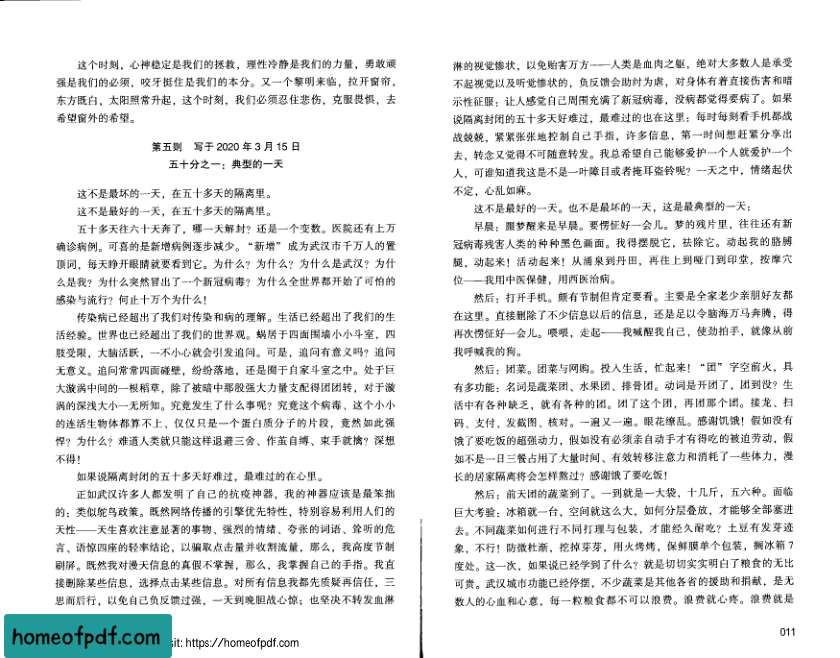 这个时刻，心神稳定是我们的拯救，理性冷静是我们的力量，勇敢顽
强是我们的必须，咬牙挺住是我们的本分。又一个黎明来临，拉开窗帘，
东方既白，太阳照常升起，这个时刻，我们必须忍住悲伤，克服畏惧，去
希望窗外的希望。
第五则 写于 2020 年 3 月 15 日
五十分之一：典型的一天
这不是最坏的一天，在五十多天的隔离里。
这不是最好的一天，在五十多天的隔离里。
五十多天往六十天奔了，哪一天解封？还是一个变数。医院还有上万
确诊病例。可喜的是新增病例逐步减少。“新增”成为武汉市千万人的置
顶词，每天睁开眼睛就要看到它。为什么？为什么？为什么是武汉？为什
么是我？为什么突然冒出了一个新冠病毒？为什么全世界都开始了可怕的
感染与流行？何止十万个为什么！
传染病已经超出了我们对传染和病的理解。生活已经超出了我们的生
活经验。世界也已经超出了我们的世界观。蜗居于四面围墙小小斗室，四
肢受限，大脑活跃，一不小心就会引发追问。可是，追问有意义吗？追问
无意义。追问常常四面碰壁，纷纷落地，还是囿于自家斗室之中。处于巨
大漩涡中间的一根稻草，除了被暗中那股强大力量支配得团团转，对于漩
涡的深浅大小一无所知。究竟发生了什么事呢？究竟这个病毒、这个小小
的连活生物体都算不上、仅仅只是一个蛋白质分子的片段，竟然如此强
悍？为什么？难道人类就只能这样退避三舍、作茧自缚、束手就擒？深想
不得！
如果说隔离封闭的五十多天好难过，最难过的在心里。
正如武汉许多人都发明了自己的抗疫神器，我的神器应该是最笨拙
的：类似鸵鸟政策。既然网络传播的引擎优先特性，特别容易利用人们的
天性——天生喜欢注意显著的事物、强烈的情绪、夸张的词语、耸听的危
言、语惊四座的轻率结论，以骗取点击量并收割流量，那么，我高度节制
刷屏。既然我对漫天信息的真假不掌握，那么，我掌握自己的手指。我直
接删除某些信息，选择点击某些信息。对所有信息我都先质疑再信任，三
思而后行，以免自己负反馈过强，一天到晚胆战心惊；也坚决不转发血淋
淋的视觉惨状，以免贻害万方——人类是血肉之躯，绝对大多数人是承受
不起视觉以及听觉惨状的，负反馈会助纣为虐，对身体有着直接伤害和暗
示性征服：让人感觉自己周围充满了新冠病毒，没病都觉得要病了。如果
说隔离封闭的五十多天好难过，最难过的也在这里：每时每刻看手机都战
战兢兢，紧紧张张地控制自己手指，许多信息，第一时间想赶紧分享出
去，转念又觉得不可随意转发。我总希望自己能够爱护一个人就爱护一个
人，可谁知道我这是不是一叶障目或者掩耳盗铃呢？一天之中，情绪起伏
不定，心乱如麻。
这不是最好的一天。也不是最坏的一天，这是最典型的一天：
早晨：噩梦醒来是早晨。要愣怔好一会儿。梦的残片里，往往还有新
冠病毒残害人类的种种黑色画面。我得摆脱它，祛除它。动起我的胳膊
腿，动起来！活动起来！从涌泉到丹田，再往上到哑门到印堂，按摩穴
位——我用中医保健，用西医治病。
然后：打开手机。颇有节制但肯定要看。主要是全家老少亲朋好友都
在这里。直接删除了不少信息以后的信息，还是足以令脑海万马奔腾，得
再次愣怔好一会儿。喂喂，走起——我喊醒我自己，使劲拍手，就像从前
我呼喊我的狗。
然后：团菜。团菜与网购。投人生活，忙起来！“团”字空前火，具
有多功能：名词是蔬菜团、水果团、排骨团。动词是开团了，团到没？生
活中有各种缺乏，就有各种的团。团了这个团，再团那个团。接龙、扫
码、支付、发截图、核对。一遍又一遍。眼花缭乱。感谢饥饿！假如没有
饿了要吃饭的超强动力，假如没有必须亲自动手才有得吃的被迫劳动，假
如不是一日三餐占用了大量时间、有效转移注意力和消耗了一些体力，漫
长的居家隔离将会怎样熬过？感谢饿了要吃饭！
然后：前天团的蔬菜到了。一到就是一大袋，十几斤，五六种。面临
巨大考验：冰箱就一台，空间就这么大，如何分层叠放，才能够全部塞进
去。不同蔬菜如何进行不同打理与包装，才能经久耐吃？土豆有发芽迹
象，不行！防微杜渐，挖掉芽芽，用火烤烤，保鲜膜单个包装，搁冰箱 7
度处。这一次，如果说已经学到了什么？就是切切实实明白了粮食的无比
可贵。武汉城市功能已经停摆，不少蔬菜是其他各省的援助和捐献，是无
数人的心血和心意，每一粒粮食都不可以浪费。浪费就心疼。浪费就是
011
homeofpdf.com
sit: https://homeofpdf.com